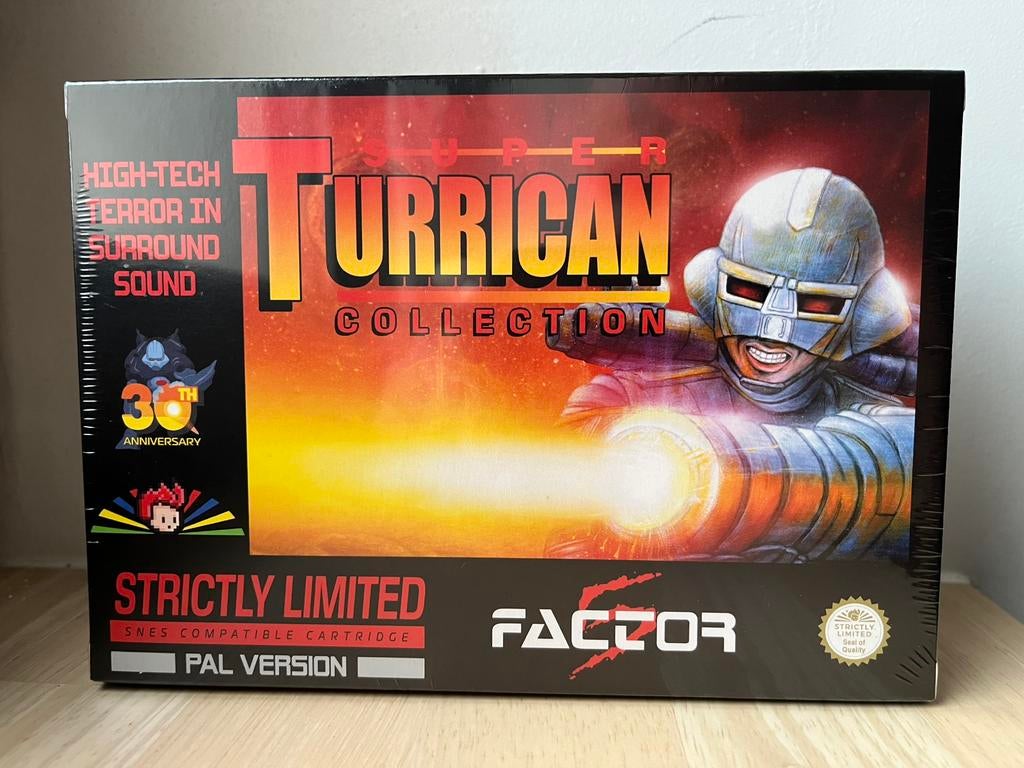 HIGH-TECH
TERROR IN
SURROUND
SOUND
30TH
ANNIVERSARY
SUPER
TURRICAN
COLLECTION
STRICTLY LIMITED
SNES COMPATIBLE CARTRIDGE
PAL VERSION
FACTOR 5
STRICTLY
LIMITED
Seal of
Quality